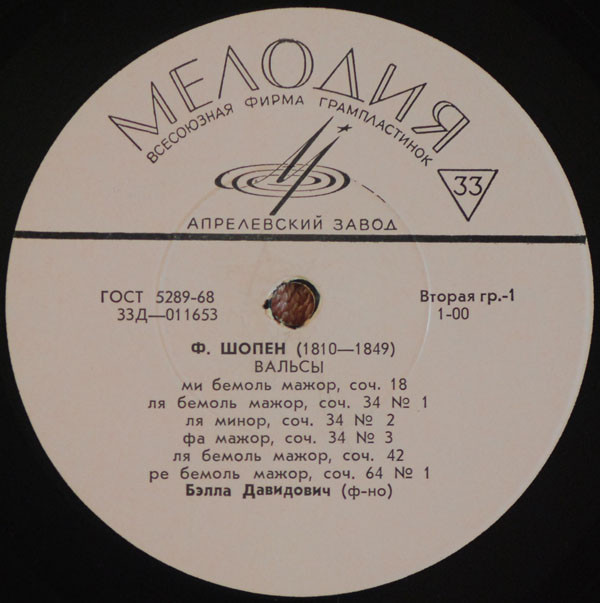 МЕЛОДИЯ
ВСЕСОЮЗНАЯ ФИРМА ГРАМПЛАСТИНОК
33
АПРЕЛЕВСКИЙ ЗАВОД
ГОСТ 5289-68
Вторая гр.-1
33Д—011653
1-00
Ф. ШОПЕН (1810—1849)
ВАЛЬСЫ
ми бемоль мажор, соч. 18
ля бемоль мажор, соч. 34 № 1
ля минор, соч. 34 № 2
фа мажор, соч. 34 № 3
ля бемоль мажор, соч. 42
ре бемоль мажор, соч. 64 № 1
Бэлла Давидович (ф-но)